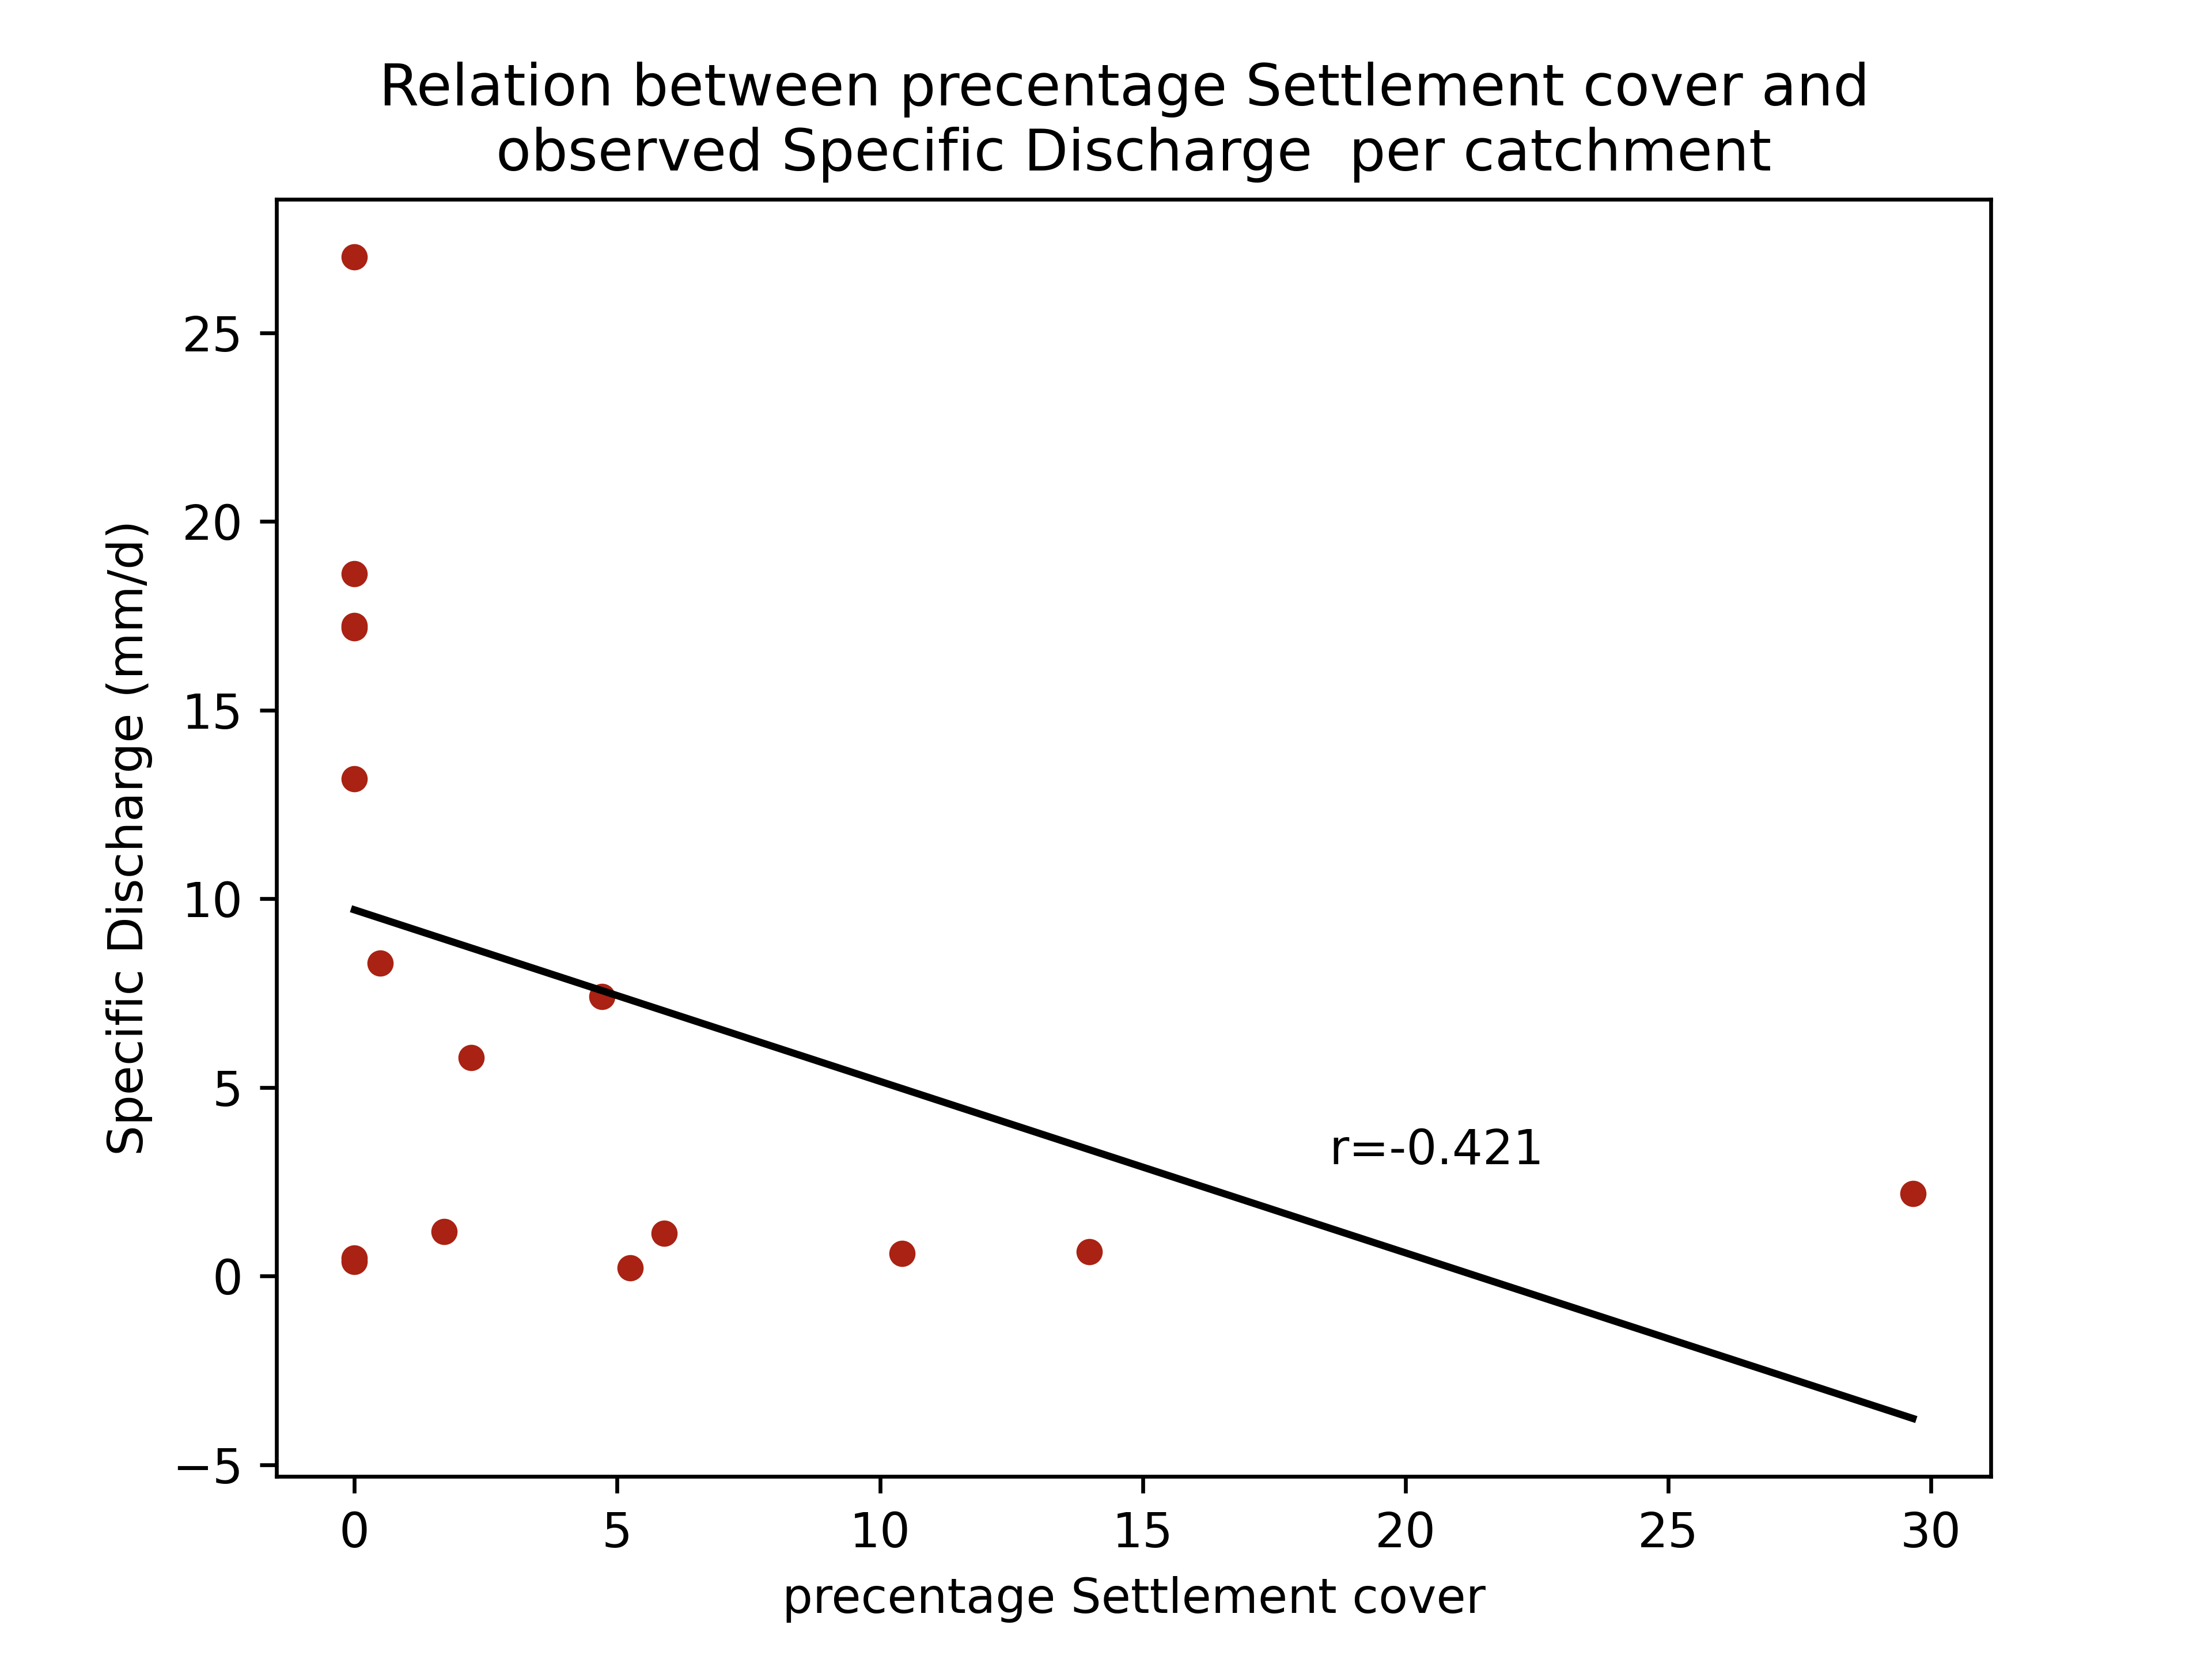 Relation between precentage Settlement cover and
observed Specific Discharge  per catchment
Specific Discharge (mm/d)
25
20
15
10
5
0
−5
r=-0.421
0 5 10 15 20 25 30
precentage Settlement cover